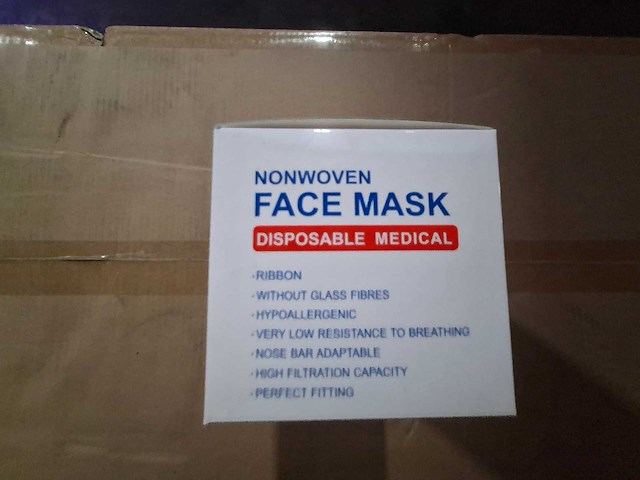 NONWOVEN
FACE MASK
DISPOSABLE MEDICAL
·RIBBON
·WITHOUT GLASS FIBRES
·HYPOALLERGENIC
·VERY LOW RESISTANCE TO BREATHING
·NOSE BAR ADAPTABLE
·HIGH FILTRATION CAPACITY
·PERFECT FITTING